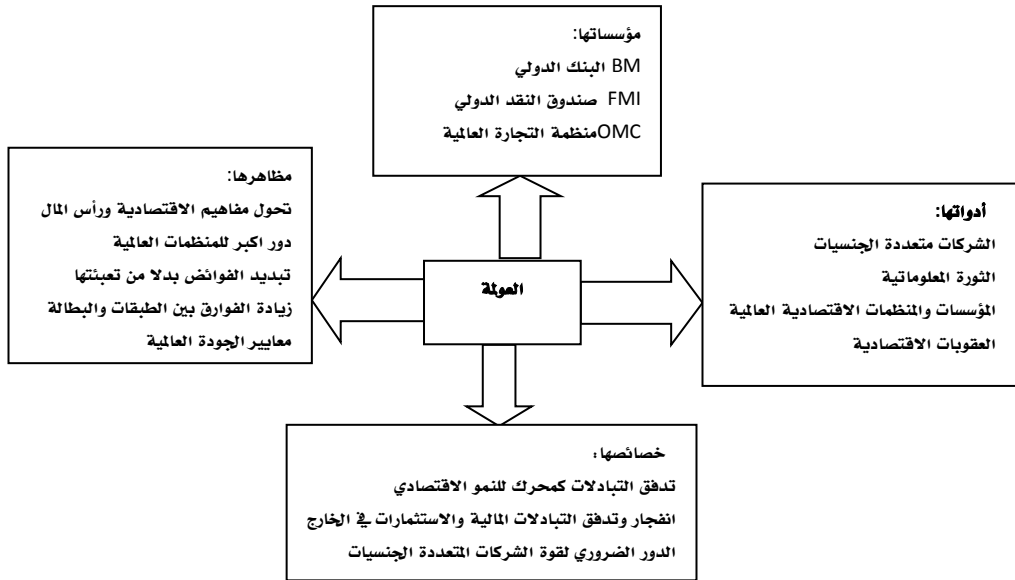 مؤسساتها:
BM البنك الدولي
FMI صندوق النقد الدولي
OMCمنظمة التجارة العالمية
أدواتها:
الشركات متعددة الجنسيات
الثورة المعلوماتية
المؤسسات والمنظمات الاقتصادية العالمية
العقوبات الاقتصادية
العولمة
مظاهرها:
تحول مفاهيم الاقتصادية ورأس المال
دور اكبر للمنظمات العالمية
تبديد الفوائض بدلا من تعبئتها
زيادة الفوارق بين الطبقات والبطالة
معايير الجودة العالمية
خصائصها:
تدفق التبادلات كمحرك للنمو الاقتصادي
انفجار وتدفق التبادلات المالية والاستثمارات في الخارج
الدور الضروري لقوة الشركات المتعددة الجنسيات